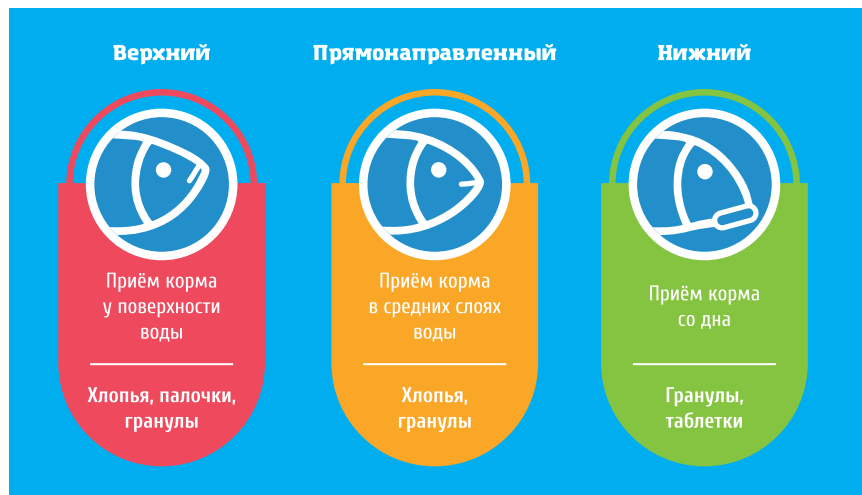 Верхний
Приём корма
у поверхности
воды
Хлопья, палочки,
гранулы
Прямонаправленный
Приём корма
в средних слоях
воды
Хлопья,
гранулы
Нижний
Приём корма
со дна
Гранулы,
таблетки